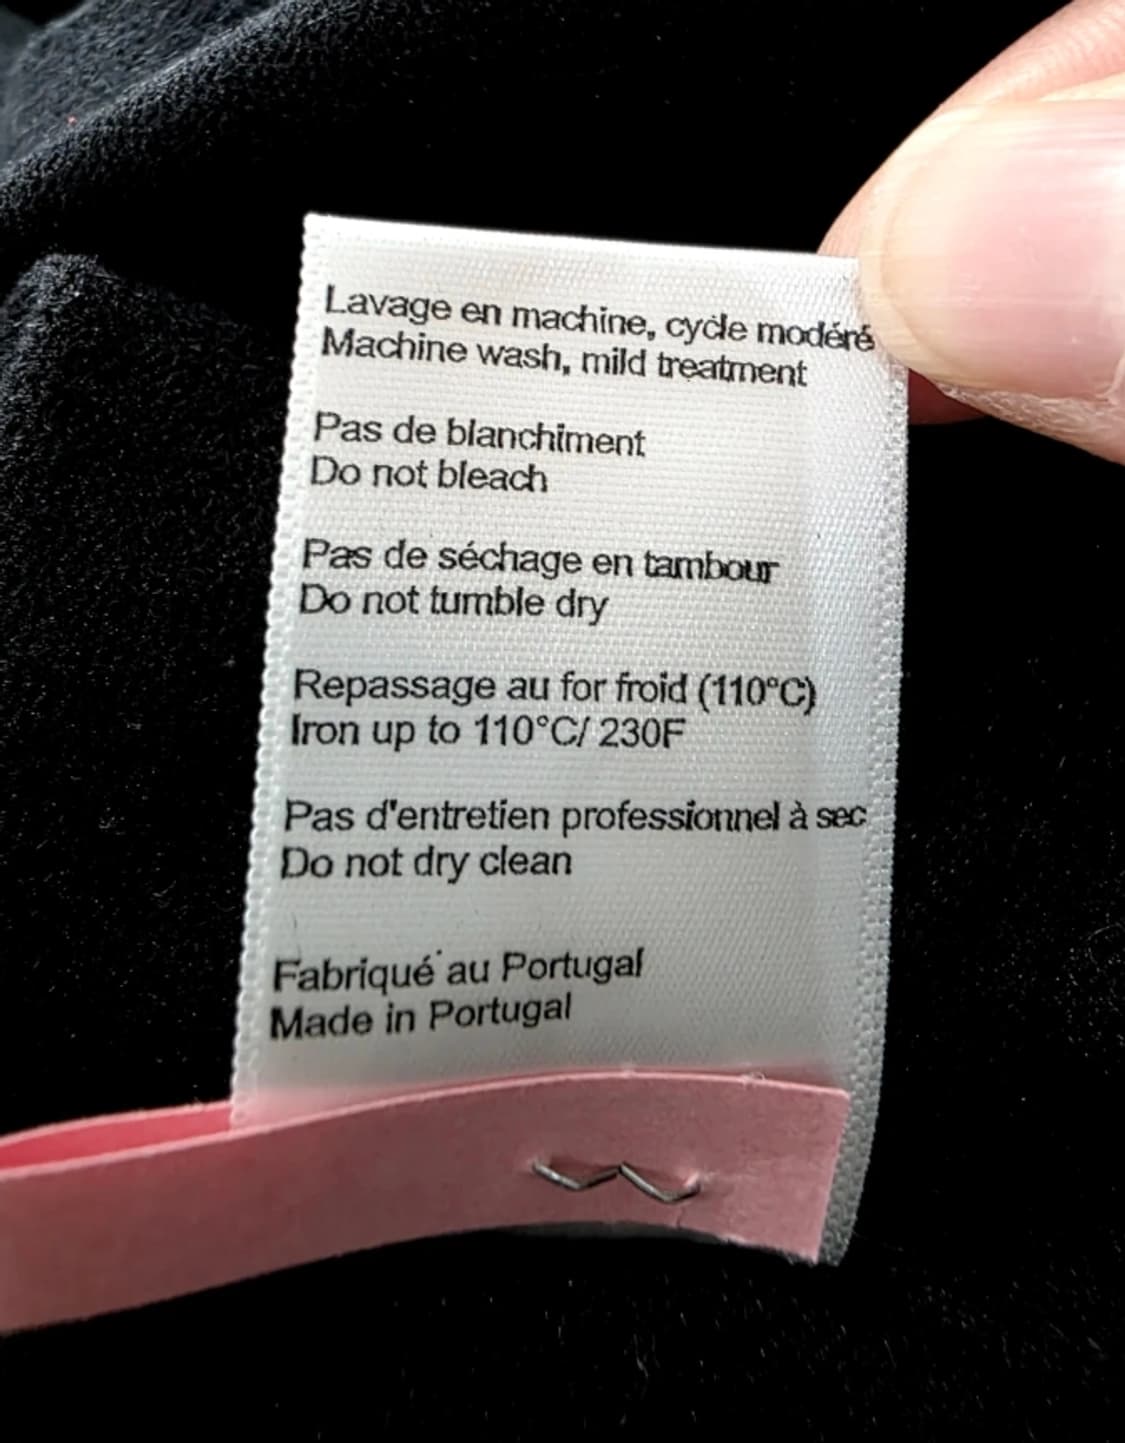 Lavage en machine, cycle modéré
Machine wash, mild treatment
Pas de blanchiment
Do not bleach
Pas de séchage en tambour
Do not tumble dry
Repassage au for froid (110°C)
Iron up to 110°C/ 230F
Pas d'entretien professionnel à sec
Do not dry clean
Fabriqué au Portugal
Made in Portugal